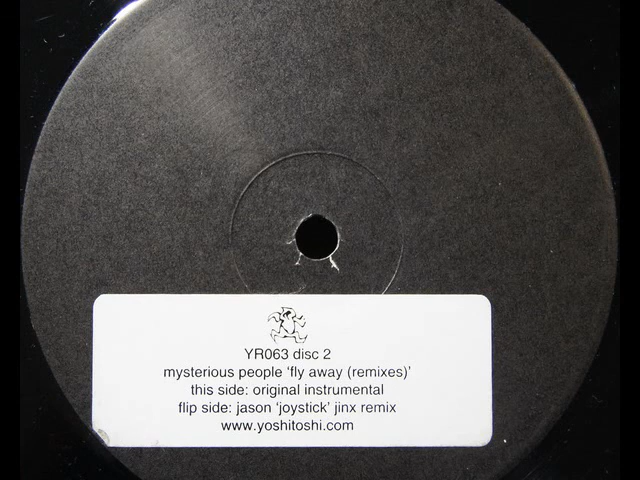 YR063 disc 2
mysterious people ‘fly away (remixes)’
this side: original instrumental
flip side: jason ‘joystick’ jinx remix
www.yoshitoshi.com